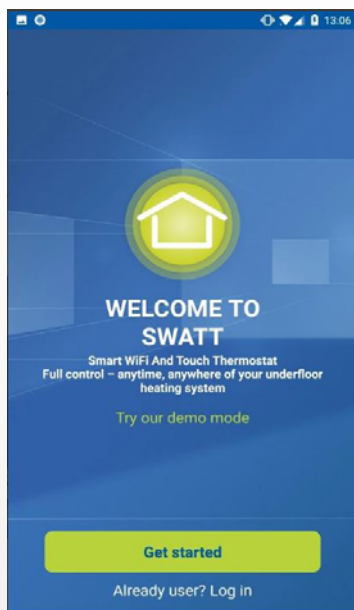 13:06
WELCOME TO
SWATT
Smart WiFi And Touch Thermostat
Full control – anytime, anywhere of your underfloor
heating system
Try our demo mode
Get started
Already user? Log in